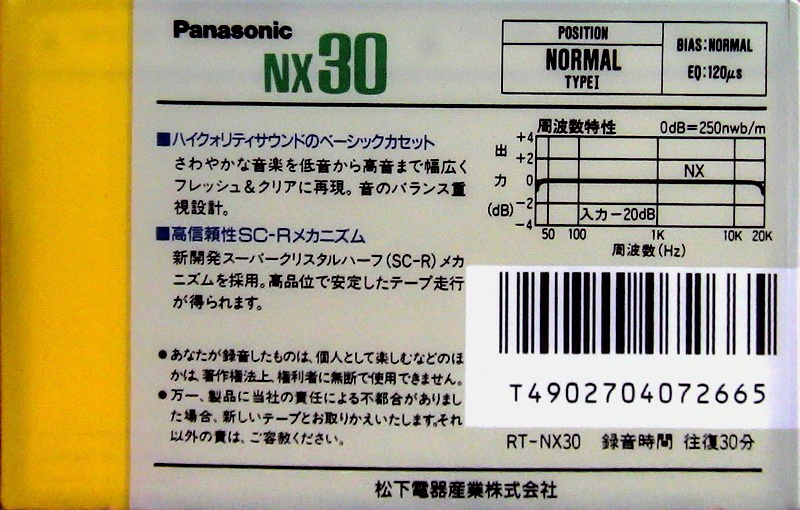 Panasonic
NX30
POSITION
NORMAL
TYPE I
BIAS:NORMAL
EQ:120μs
■ハイクォリティサウンドのベーシックカセット
さわやかな音楽を低音から高音まで幅広く
フレッシュ&クリアに再現。音のバランス重
視設計。
■高信頼性SC-Rメカニズム
新開発スーパークリスタルハーフ(SC-R)メカ
ニズムを採用。高品位で安定したテープ走行
が得られます。
●あなたが録音したものは、個人として楽しむなどのほ
かは、著作権法上、権利者に無断で使用できません。
●万一、製品に当社の責任による不都合がありまし
た場合、新しいテープとお取りかえいたします。それ
以外の責は、ご容赦ください。
周波数特性 0dB=250nwb/m
出力(dB)
+4
+2
0
-2
-4
NX
入力-20dB
50 100 1K 10K 20K
周波数(Hz)
T4902704072665
RT-NX30 録音時間 往復30分
松下電器産業株式会社